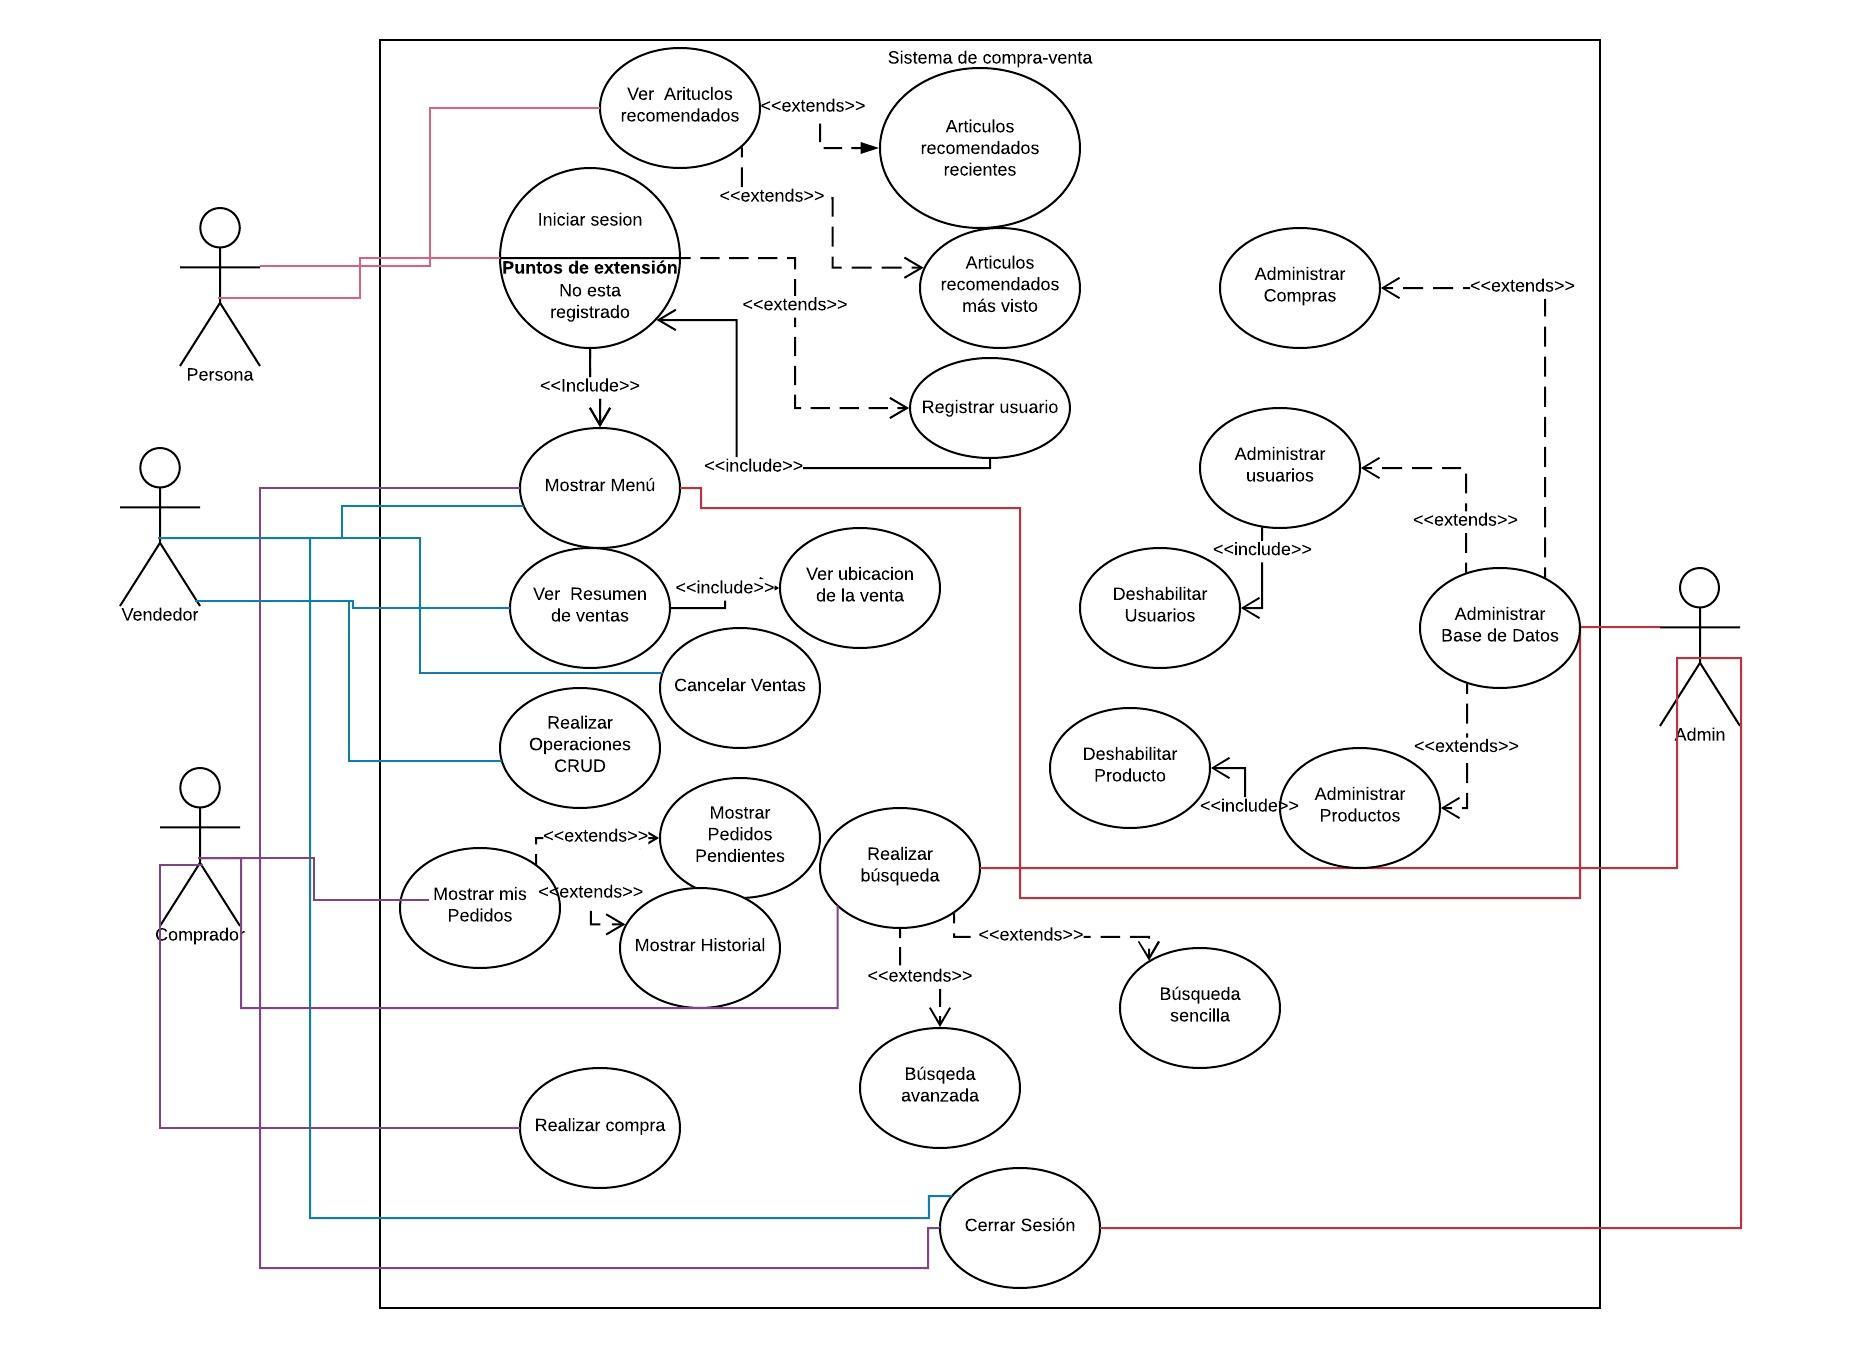 Sistema de compra-venta
Ver Arituclos
recomendados
<<extends>>
Articulos
recomendados
recientes
<<extends>>
Iniciar sesion
Puntos de extensión
No esta
registrado
Articulos
recomendados
más visto
<<extends>>
Administrar
Compras
<<extends>>
Persona
<<Include>>
Registrar usuario
<<include>>
Administrar
usuarios
<<extends>>
Mostrar Menú
<<include>>
Vendedor
Ver Resumen
de ventas
<<include>>
Ver ubicacion
de la venta
Deshabilitar
Usuarios
Administrar
Base de Datos
Cancelar Ventas
Realizar
Operaciones
CRUD
Admin
<<extends>>
Deshabilitar
Producto
<<include>>
Administrar
Productos
Mostrar
Pedidos
Pendientes
<<extends>>
Realizar
búsqueda
Mostrar mis
Pedidos
<<extends>>
Comprador
Mostrar Historial
<<extends>>
<<extends>>
Búsqueda
sencilla
Búsqeda
avanzada
Realizar compra
Cerrar Sesión